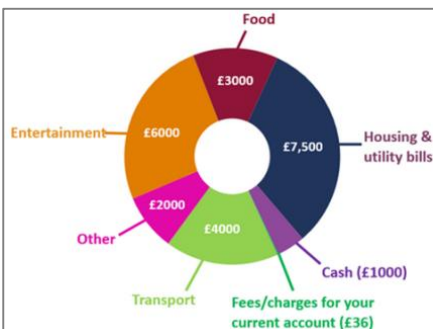 Food
£3000
Entertainment
£6000
£7,500
Housing &
utility bills
£2000
£4000
Other
Cash (£1000)
Transport
Fees/charges for your
current account (£36)